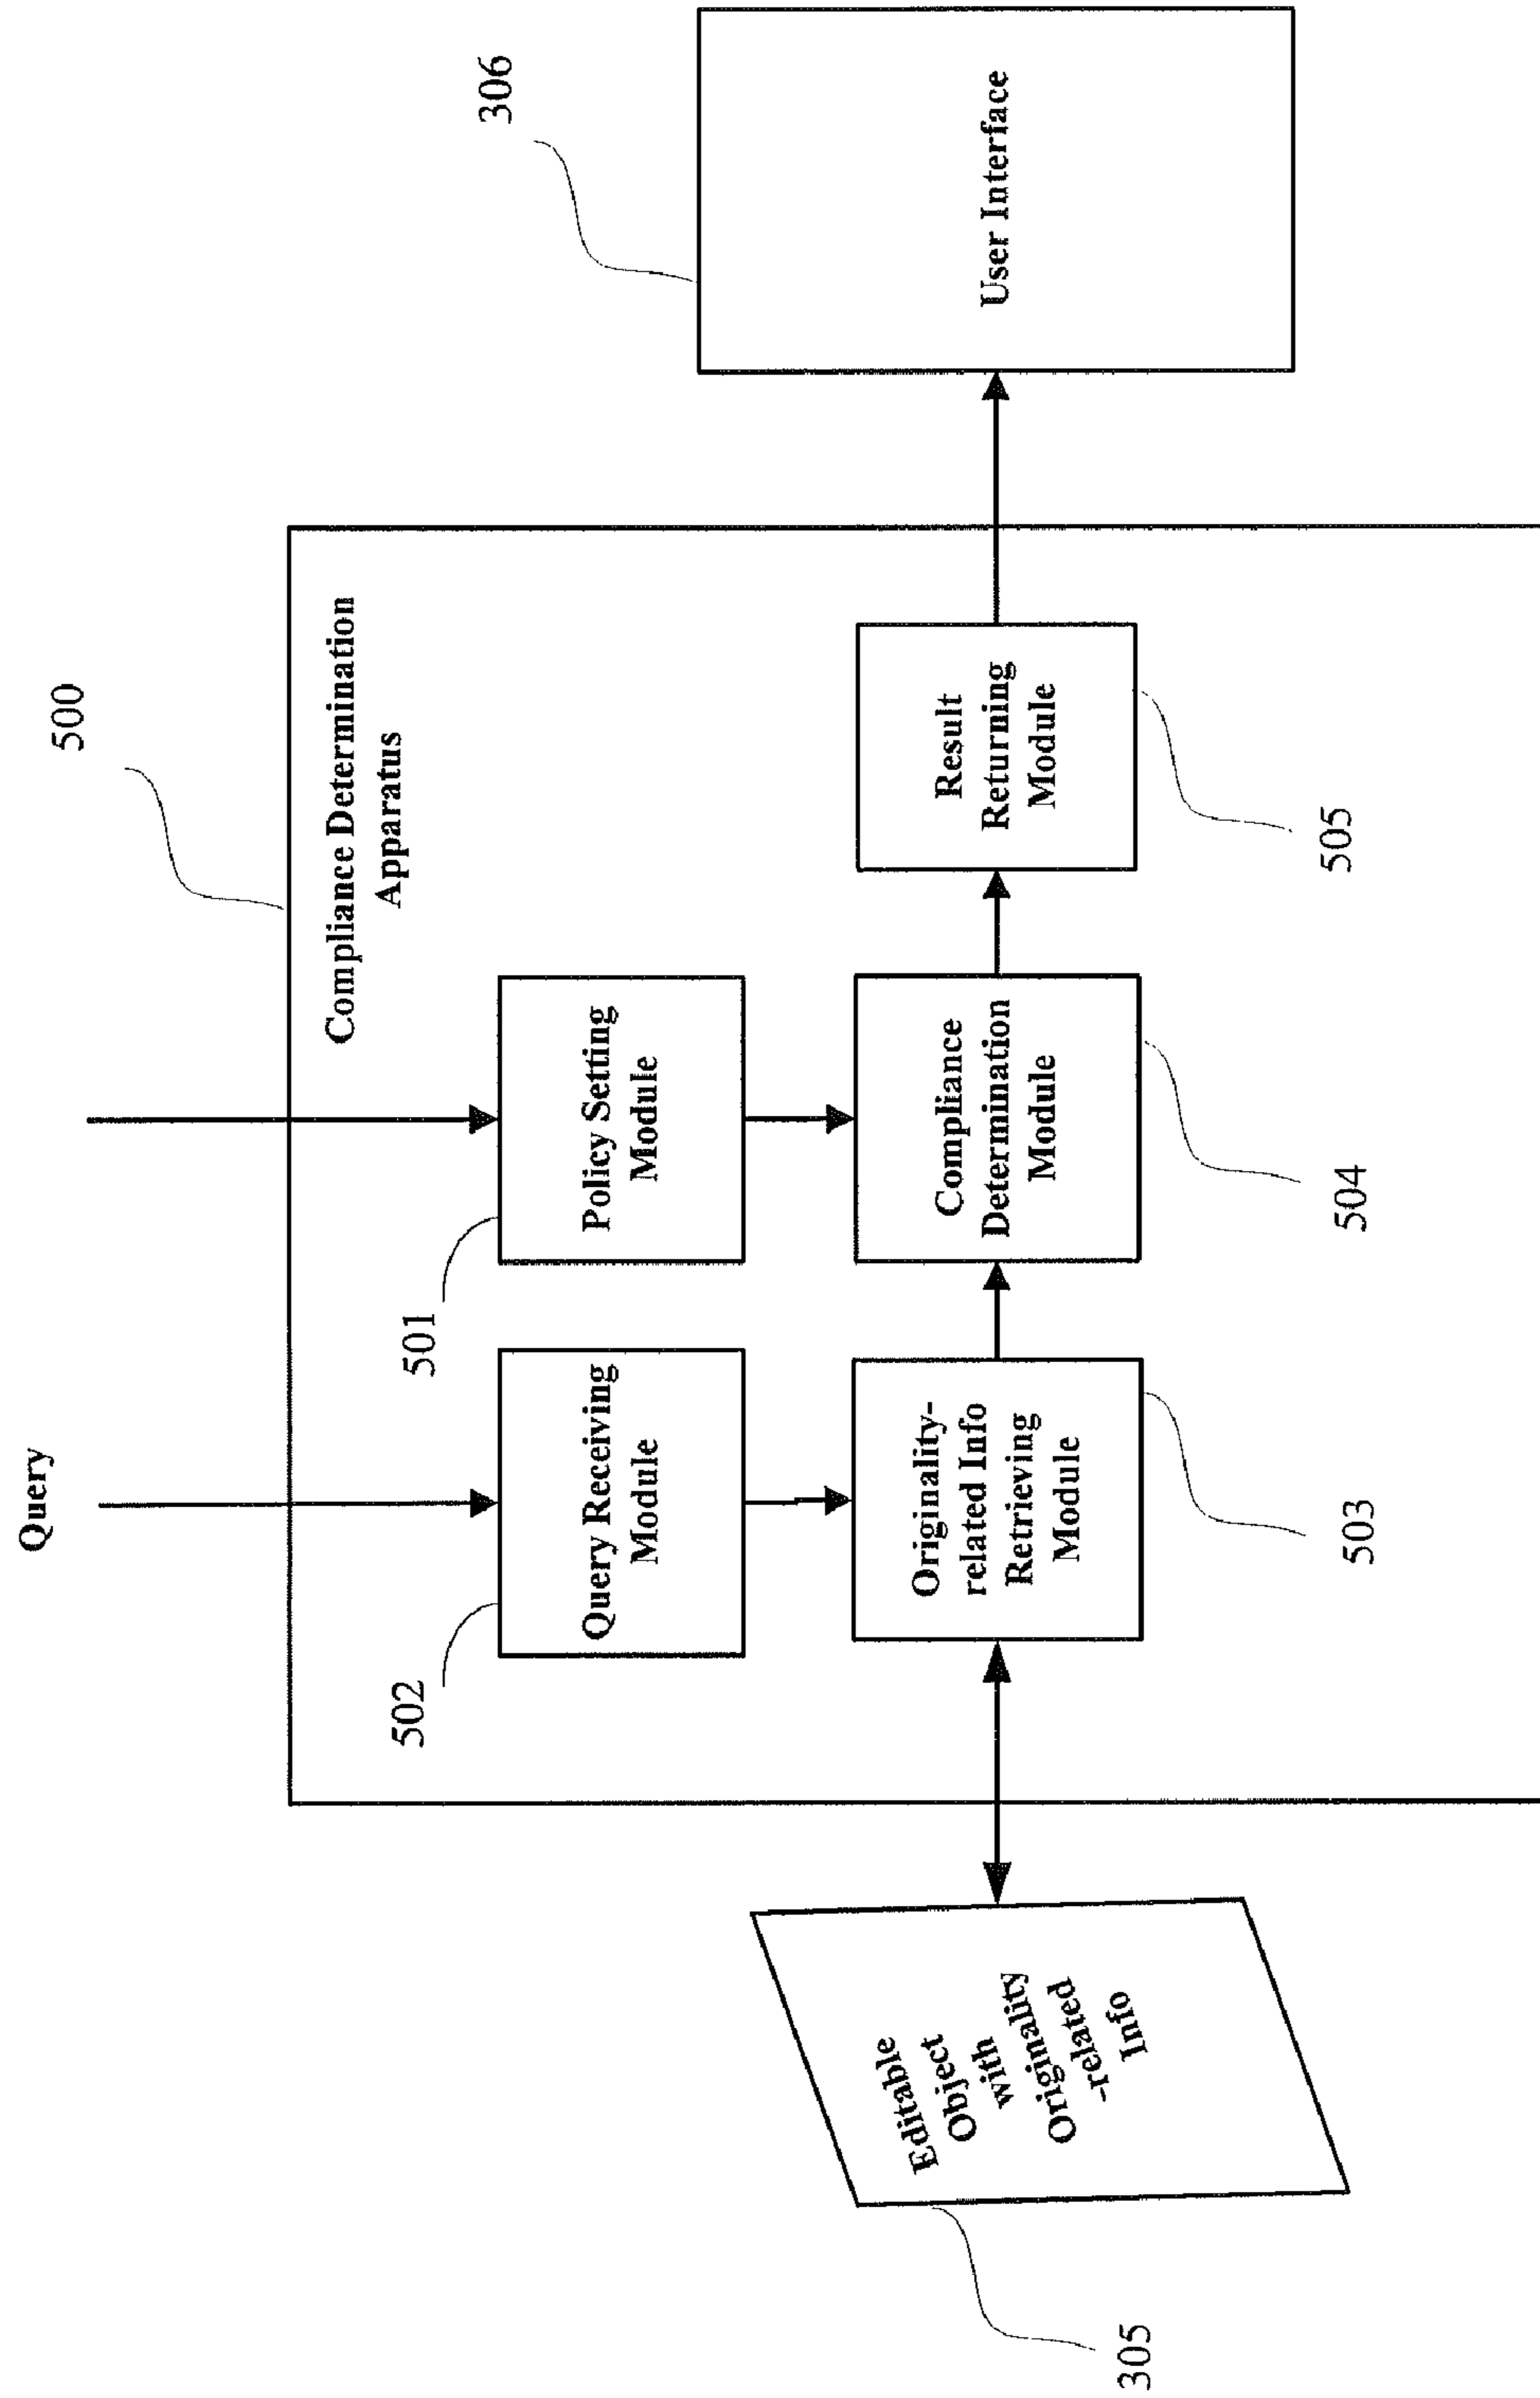 Query
500
306
Compliance Determination
Apparatus
502
Query Receiving
Module
501
Policy Setting
Module
305
Editable
Object
with
Originality
-related
Info
Originality-
related Info
Retrieving
Module
503
Compliance
Determination
Module
504
Result
Returning
Module
505
User Interface